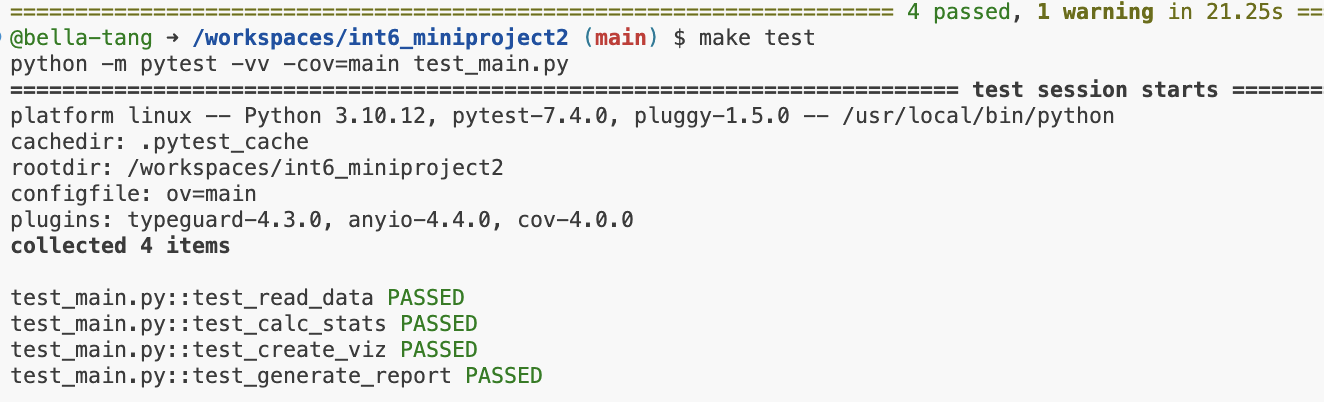 ==================================================================== 4 passed, 1 warning in 21.25s ==
@bella-tang ➜ /workspaces/int6_miniproject2 (main) $ make test
python -m pytest -vv -cov=main test_main.py
========================================================================= test session starts =======
platform linux -- Python 3.10.12, pytest-7.4.0, pluggy-1.5.0 -- /usr/local/bin/python
cachedir: .pytest_cache
rootdir: /workspaces/int6_miniproject2
configfile: ov=main
plugins: typeguard-4.3.0, anyio-4.4.0, cov-4.0.0
collected 4 items
test_main.py::test_read_data PASSED
test_main.py::test_calc_stats PASSED
test_main.py::test_create_viz PASSED
test_main.py::test_generate_report PASSED